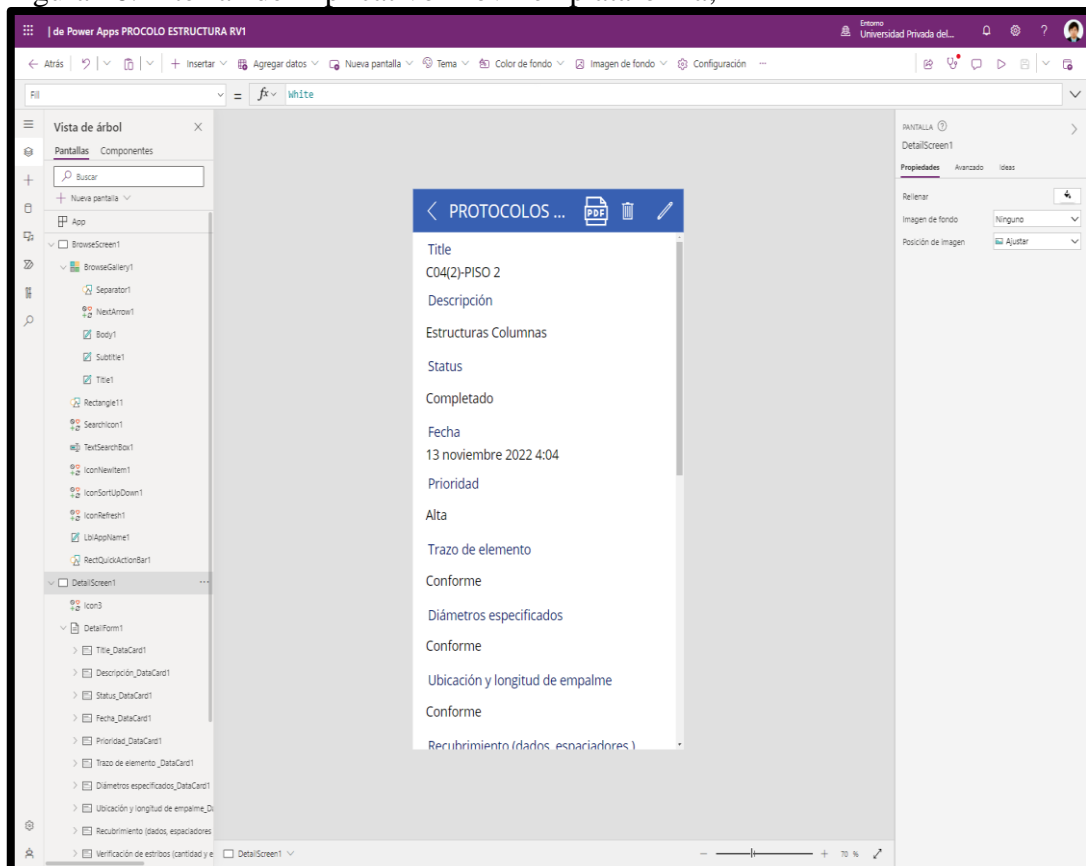 | de Power Apps PROCOLO ESTRUCTURA RV1
Entorno
Universidad Privada del...
?
Atrás
Insertar
Agregar datos
Nueva pantalla
Tema
Color de fondo
Imagen de fondo
Configuración
...
Fill
= fx White
Vista de árbol
Pantallas Componentes
Buscar
Nueva pantalla
App
BrowseScreen1
BrowseGallery1
Separator1
NextArrow1
Body1
Subtitle1
Title1
Rectangle11
SearchIcon1
TextSearchBox1
IconNewItem1
IconSortUpDown1
IconRefresh1
LblAppName1
RectQuickActionBar1
DetailScreen1
...
Icon3
DetailForm1
Title_DataCard1
Descripción_DataCard1
Status_DataCard1
Fecha_DataCard1
Prioridad_DataCard1
Trazo de elemento _DataCard1
Diámetros especificados_DataCard1
Ubicación y longitud de empalme_Da
Recubrimiento (dados, espaciadores
Verificación de estribos (cantidad y e
PROTOCOLOS ...
PDF
Title
C04(2)-PISO 2
Descripción
Estructuras Columnas
Status
Completado
Fecha
13 noviembre 2022 4:04
Prioridad
Alta
Trazo de elemento
Conforme
Diámetros especificados
Conforme
Ubicación y longitud de empalme
Conforme
Recubrimiento (dados, espaciadores )
PANTALLA ?
DetailScreen1
Propiedades Avanzado Ideas
Rellenar
Imagen de fondo Ninguno
Posición de imagen Ajustar
DetailScreen1
70 %